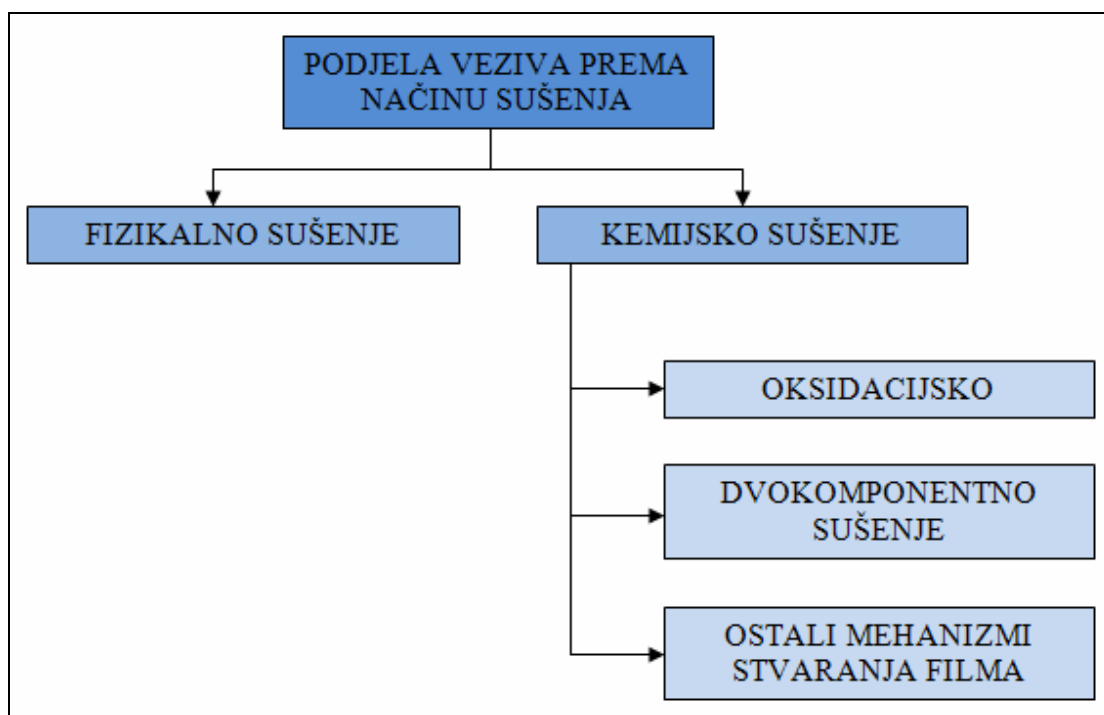 PODJELA VEZIVA PREMA
NAČINU SUŠENJA
FIZIKALNO SUŠENJE
KEMIJSKO SUŠENJE
OKSIDACIJSKO
DVOKOMPONENTNO
SUŠENJE
OSTALI MEHANIZMI
STVARANJA FILMA